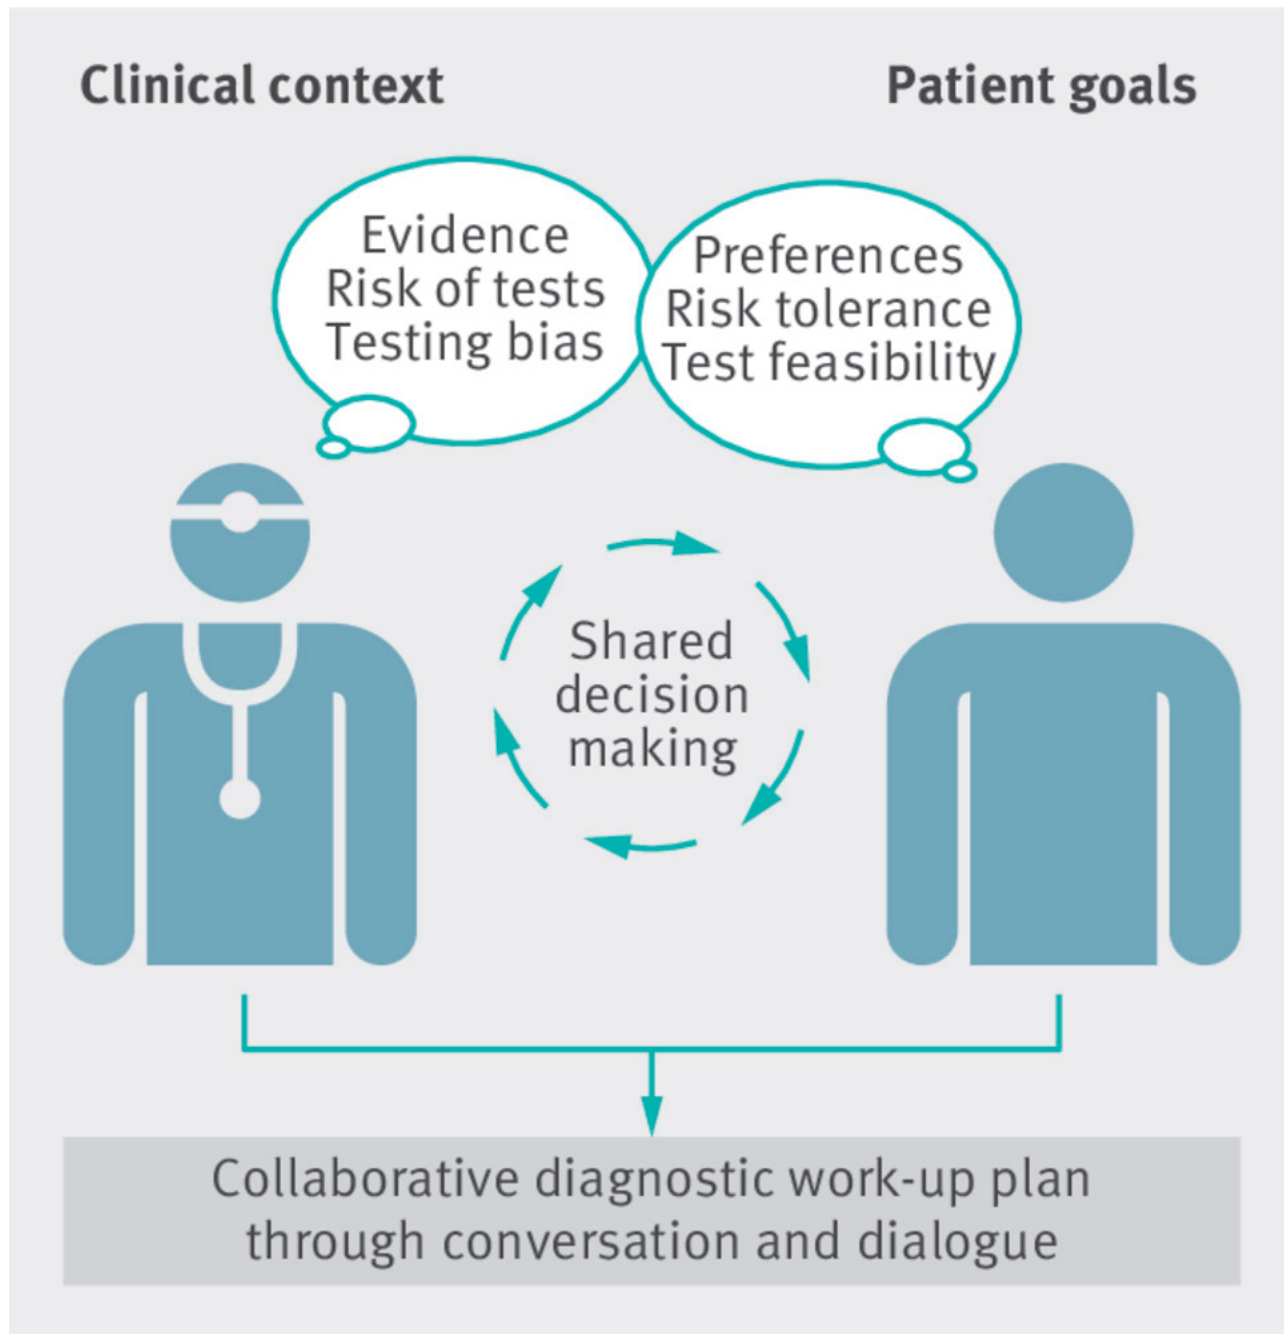 Clinical context
Patient goals
Evidence
Risk of tests
Testing bias
Preferences
Risk tolerance
Test feasibility
Shared
decision
making
Collaborative diagnostic work-up plan
through conversation and dialogue